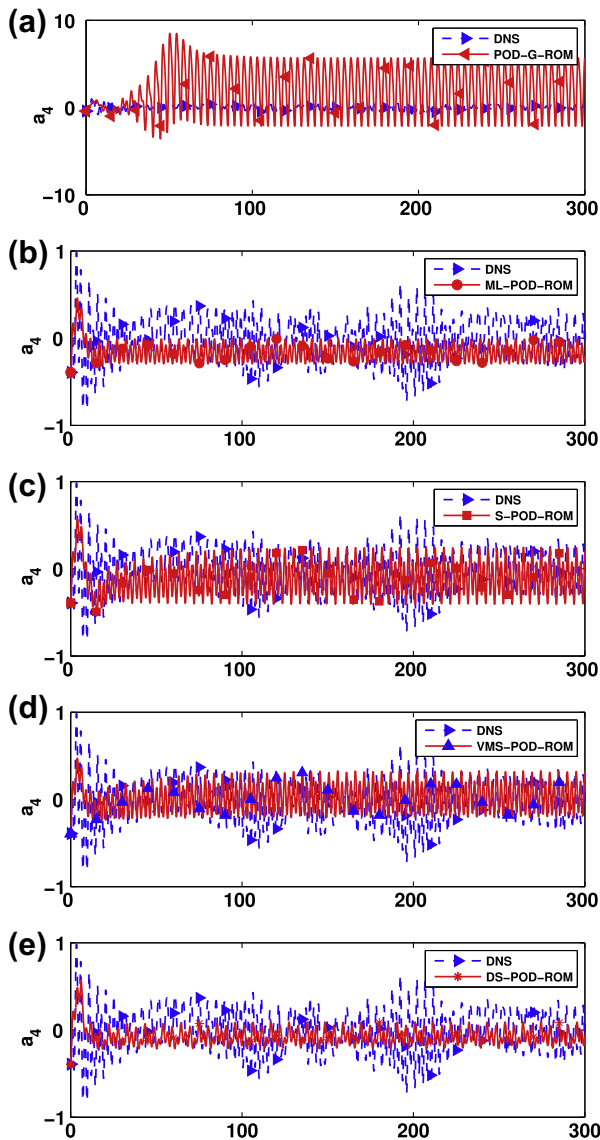 (a)
10
DNS
POD-G-ROM
a4
0
−10
0
100
200
300
(b)
1
DNS
ML-POD-ROM
a4
0
−1
0
100
200
300
(c)
1
DNS
S-POD-ROM
a4
0
−1
0
100
200
300
(d)
1
DNS
VMS-POD-ROM
a4
0
−1
0
100
200
300
(e)
1
DNS
DS-POD-ROM
a4
0
−1
0
100
200
300